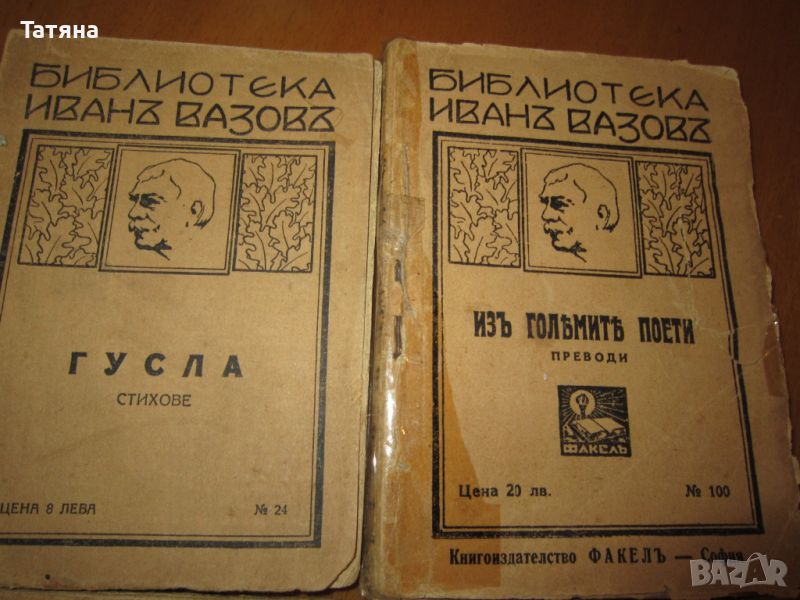 Татяна
БИБЛИОТЕКА
ИВАНЪ ВАЗОВЪ
ГУСЛА
СТИХОВЕ
ЦЕНА 8 ЛЕВА
№ 24
БИБЛИОТЕКА
ИВАНЪ ВАЗОВЪ
ИЗЪ ГОЛѢМИТѢ ПОЕТИ
ПРЕВОДИ
ФАКЕЛЪ
Цена 20 лв.
№ 100
Книгоиздателство ФАКЕЛЪ — София
BAZAR